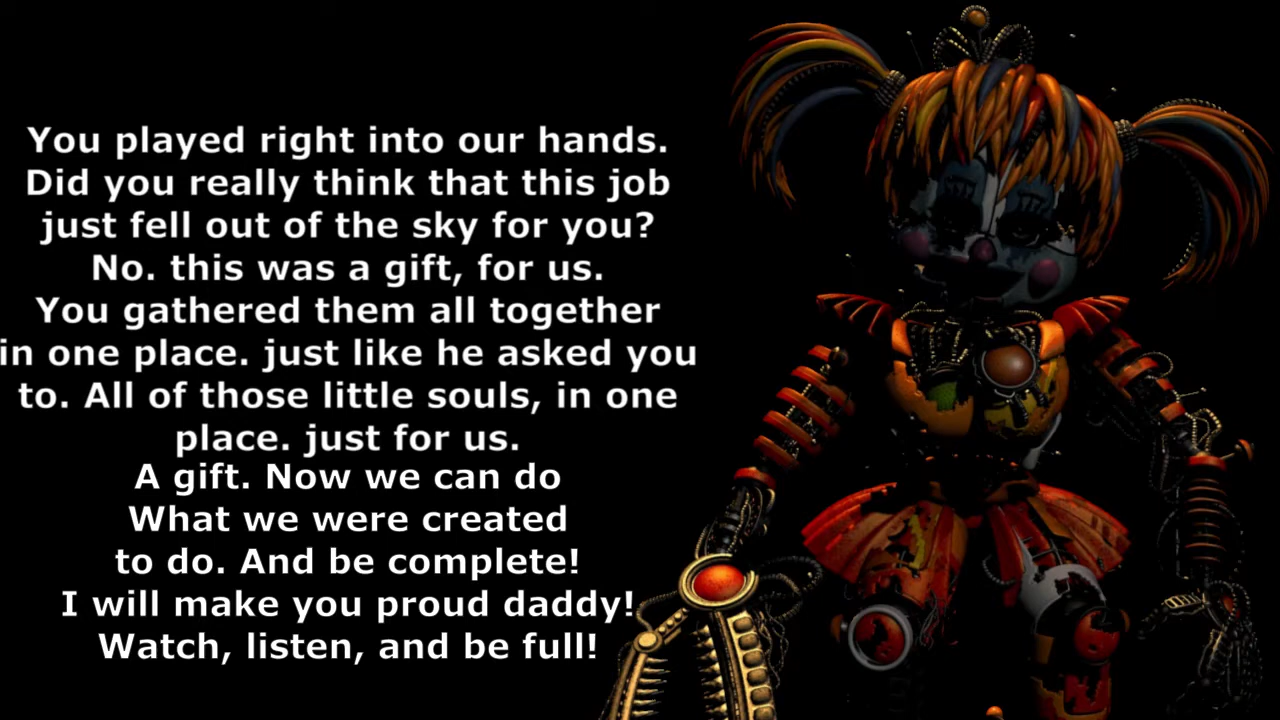 You played right into our hands.
Did you really think that this job
just fell out of the sky for you?
No. this was a gift, for us.
You gathered them all together
in one place. just like he asked you
to. All of those little souls, in one
place. just for us.
A gift. Now we can do
What we were created
to do. And be complete!
I will make you proud daddy!
Watch, listen, and be full!